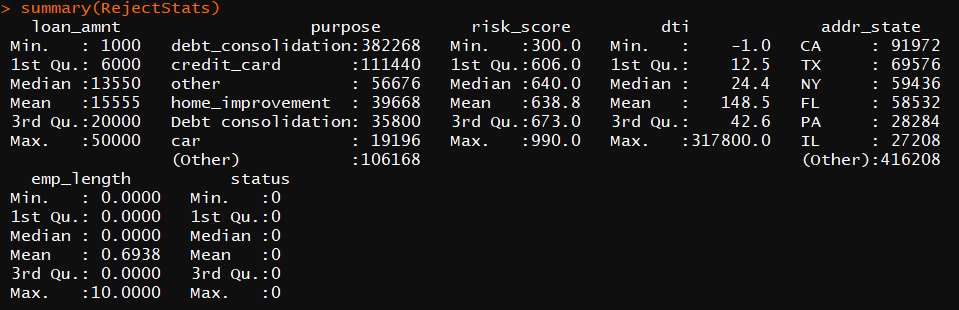 > summary(RejectStats)
loan_amnt purpose risk_score dti addr_state
Min. : 1000 debt_consolidation:382268 Min. :300.0 Min. : -1.0 CA : 91972
1st Qu.: 6000 credit_card :111440 1st Qu.:606.0 1st Qu.: 12.5 TX : 69576
Median :13550 other : 56676 Median :640.0 Median : 24.4 NY : 59436
Mean :15555 home_improvement : 39668 Mean :638.8 Mean : 148.5 FL : 58532
3rd Qu.:20000 Debt consolidation: 35800 3rd Qu.:673.0 3rd Qu.: 42.6 PA : 28284
Max. :50000 car : 19196 Max. :990.0 Max. :317800.0 IL : 27208
(Other) :106168 (Other):416208
emp_length status
Min. : 0.0000 Min. :0
1st Qu.: 0.0000 1st Qu.:0
Median : 0.0000 Median :0
Mean : 0.6938 Mean :0
3rd Qu.: 0.0000 3rd Qu.:0
Max. :10.0000 Max. :0